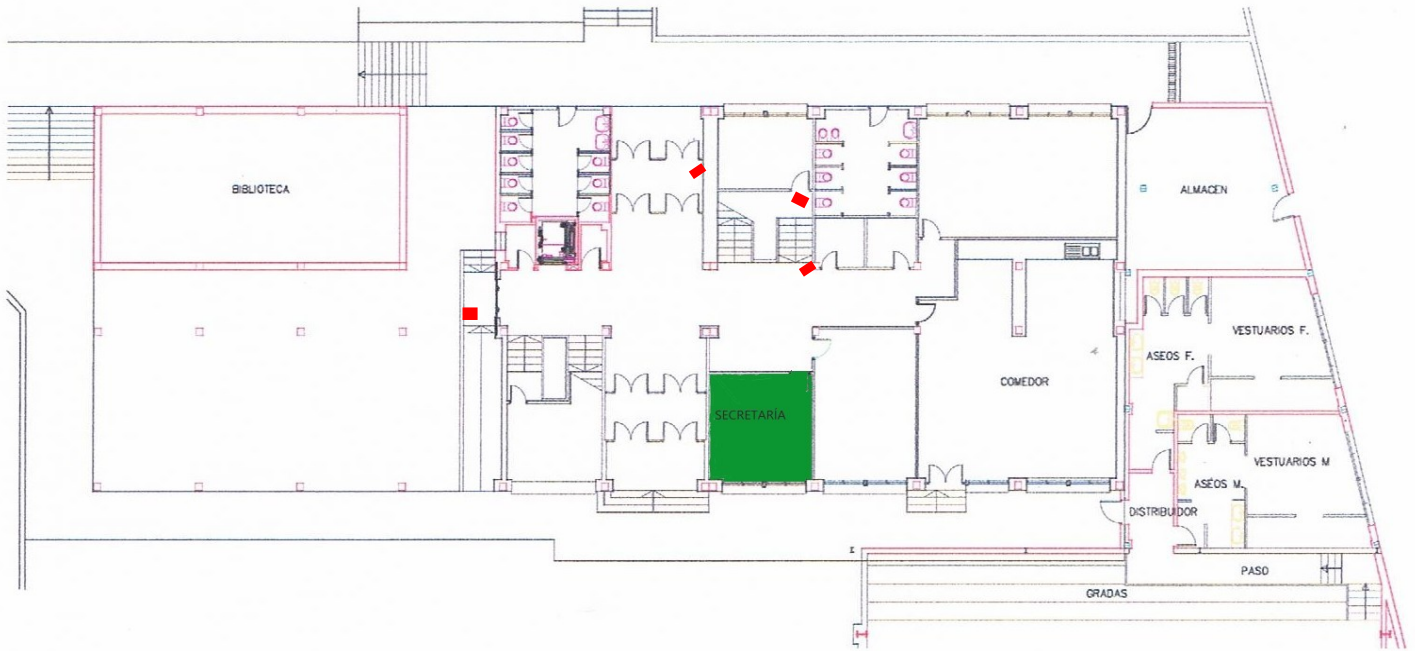 BIBLIOTECA
ALMACEN
VESTUARIOS F.
ASEOS F.
COMEDOR
SECRETARÍA
VESTUARIOS M
ASEOS M.
DISTRIBUIDOR
PASO
GRADAS